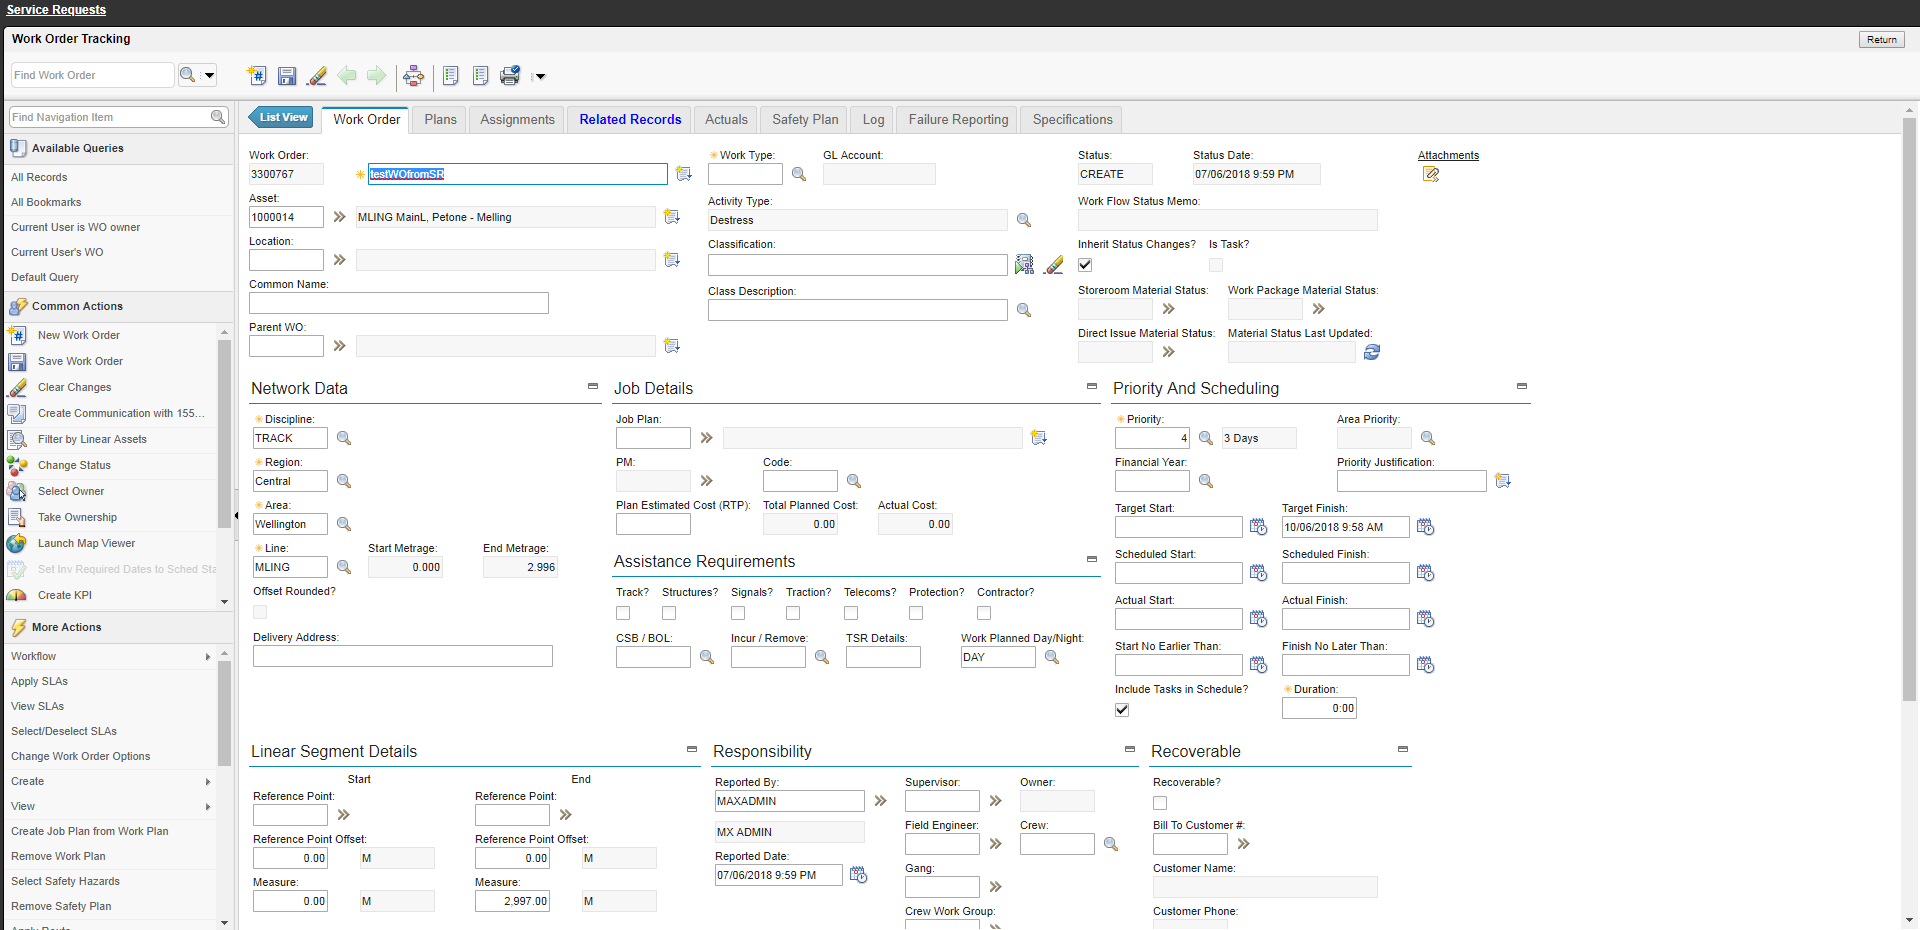 Service Requests
Work Order Tracking
Return
Find Work Order
Find Navigation Item
Available Queries
All Records
All Bookmarks
Current User is WO owner
Current User's WO
Default Query
Common Actions
New Work Order
Save Work Order
Clear Changes
Create Communication with 155...
Filter by Linear Assets
Change Status
Select Owner
Take Ownership
Launch Map Viewer
Set Inv Required Dates to Sched Sta
Create KPI
More Actions
Workflow
Apply SLAs
View SLAs
Select/Deselect SLAs
Change Work Order Options
Create
View
Create Job Plan from Work Plan
Remove Work Plan
Select Safety Hazards
Remove Safety Plan
List View
Work Order
Plans
Assignments
Related Records
Actuals
Safety Plan
Log
Failure Reporting
Specifications
Work Order:
3300767
testWOfromSR
Asset:
1000014
MLING MainL, Petone - Melling
Location:
Common Name:
Parent WO:
Work Type:
GL Account:
Activity Type:
Destress
Classification:
Class Description:
Status:
CREATE
Status Date:
07/06/2018 9:59 PM
Attachments
Work Flow Status Memo:
Inherit Status Changes?
Is Task?
Storeroom Material Status:
Work Package Material Status:
Direct Issue Material Status:
Material Status Last Updated:
Network Data
Discipline:
TRACK
Region:
Central
Area:
Wellington
Line:
MLING
Start Metrage:
0.000
End Metrage:
2.996
Offset Rounded?
Delivery Address:
Job Details
Job Plan:
PM:
Code:
Plan Estimated Cost (RTP):
Total Planned Cost:
0.00
Actual Cost:
0.00
Assistance Requirements
Track?
Structures?
Signals?
Traction?
Telecoms?
Protection?
Contractor?
CSB / BOL:
Incur / Remove:
TSR Details:
Work Planned Day/Night:
DAY
Priority And Scheduling
Priority:
4
3 Days
Area Priority:
Financial Year:
Priority Justification:
Target Start:
Target Finish:
10/06/2018 9:58 AM
Scheduled Start:
Scheduled Finish:
Actual Start:
Actual Finish:
Start No Earlier Than:
Finish No Later Than:
Include Tasks in Schedule?
Duration:
0:00
Linear Segment Details
Start
End
Reference Point:
Reference Point:
Reference Point Offset:
0.00
M
Reference Point Offset:
0.00
M
Measure:
0.00
M
Measure:
2,997.00
M
Responsibility
Reported By:
MAXADMIN
MX ADMIN
Reported Date:
07/06/2018 9:59 PM
Supervisor:
Owner:
Field Engineer:
Crew:
Gang:
Crew Work Group:
Recoverable
Recoverable?
Bill To Customer #:
Customer Name:
Customer Phone: